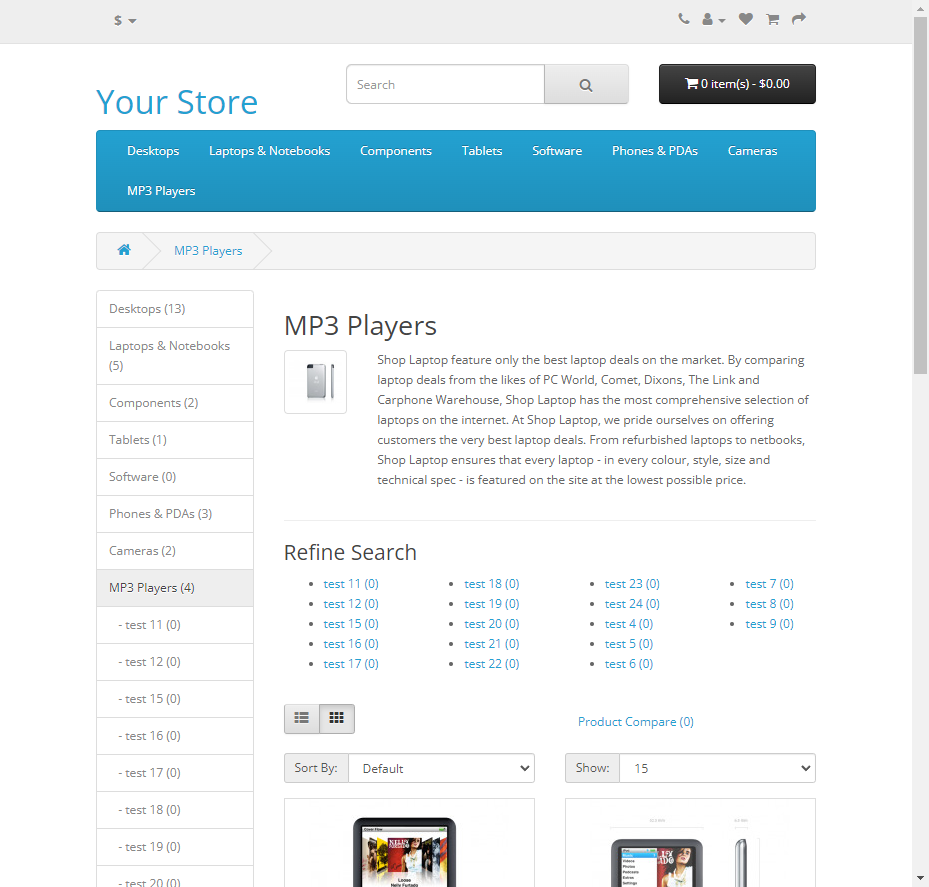 $
Your Store
Search
0 item(s) - $0.00
Desktops
Laptops & Notebooks
Components
Tablets
Software
Phones & PDAs
Cameras
MP3 Players
MP3 Players
Desktops (13)
Laptops & Notebooks
(5)
Components (2)
Tablets (1)
Software (0)
Phones & PDAs (3)
Cameras (2)
MP3 Players (4)
- test 11 (0)
- test 12 (0)
- test 15 (0)
- test 16 (0)
- test 17 (0)
- test 18 (0)
- test 19 (0)
- test 20 (0)
MP3 Players
Shop Laptop feature only the best laptop deals on the market. By comparing
laptop deals from the likes of PC World, Comet, Dixons, The Link and
Carphone Warehouse, Shop Laptop has the most comprehensive selection of
laptops on the internet. At Shop Laptop, we pride ourselves on offering
customers the very best laptop deals. From refurbished laptops to netbooks,
Shop Laptop ensures that every laptop - in every colour, style, size and
technical spec - is featured on the site at the lowest possible price.
Refine Search
test 11 (0)
test 12 (0)
test 15 (0)
test 16 (0)
test 17 (0)
test 18 (0)
test 19 (0)
test 20 (0)
test 21 (0)
test 22 (0)
test 23 (0)
test 24 (0)
test 4 (0)
test 5 (0)
test 6 (0)
test 7 (0)
test 8 (0)
test 9 (0)
Product Compare (0)
Sort By:
Default
Show:
15
Cover Flow
Loose
Nelly Furtado
Videos
Photos
Podcasts
Extras
Settings